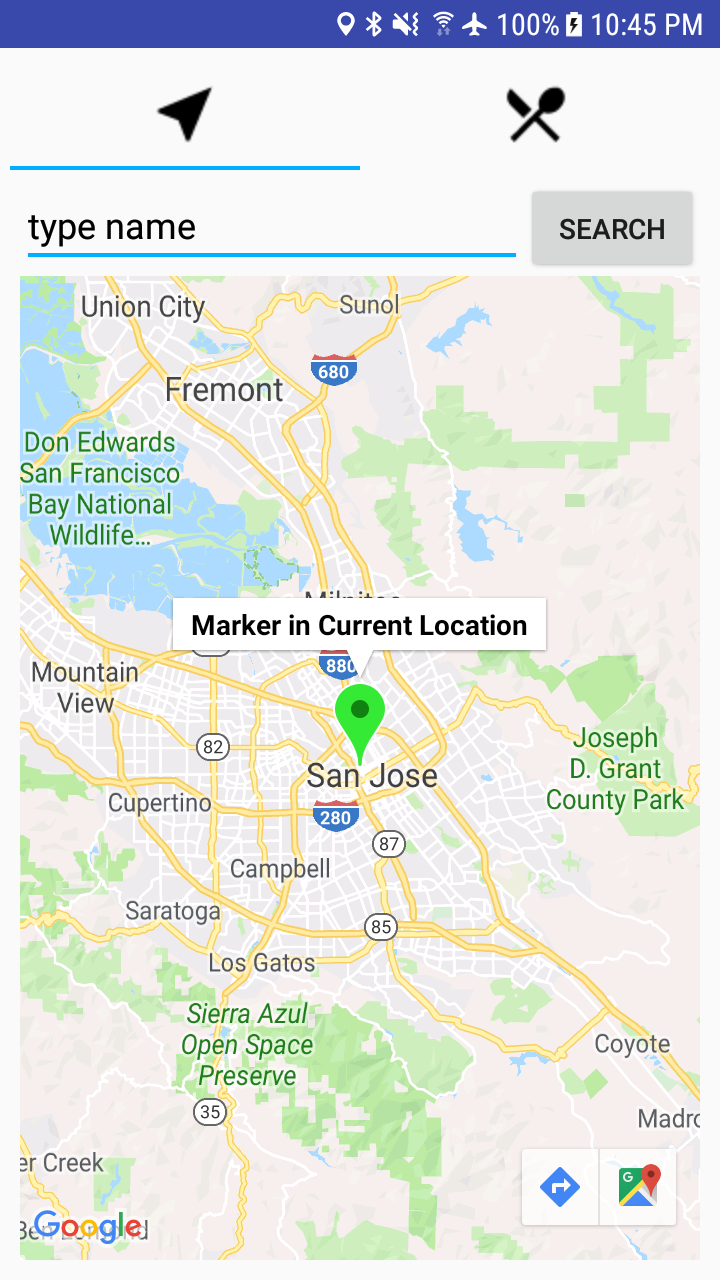 100% 10:45 PM
type name
SEARCH
Union City
Sunol
680
Fremont
Don Edwards
San Francisco
Bay National
Wildlife...
Milpitas
Marker in Current Location
880
Mountain
View
82
Joseph
D. Grant
County Park
San Jose
Cupertino
280
87
Campbell
Saratoga
85
Los Gatos
Sierra Azul
Open Space
Preserve
Coyote
35
Madro
er Creek
G
Google